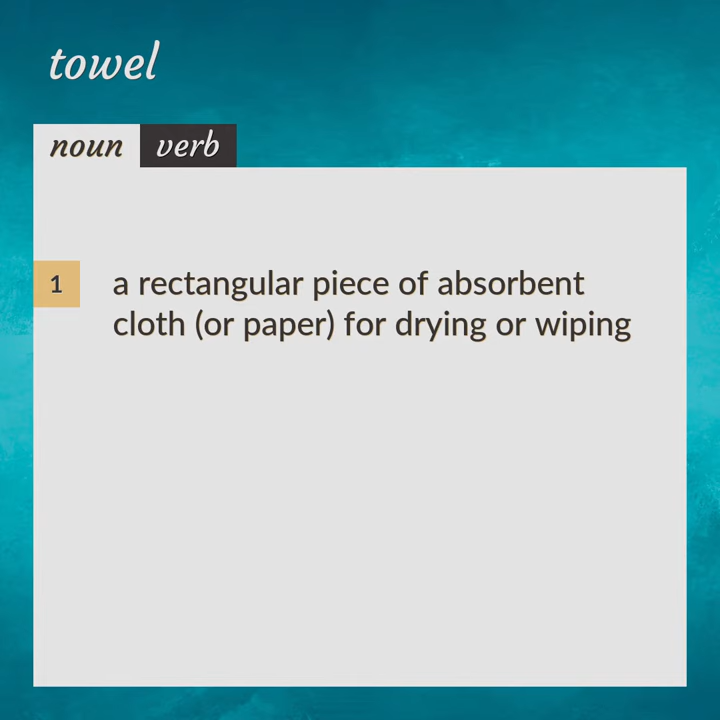 towel
noun verb
1 a rectangular piece of absorbent
cloth (or paper) for drying or wiping